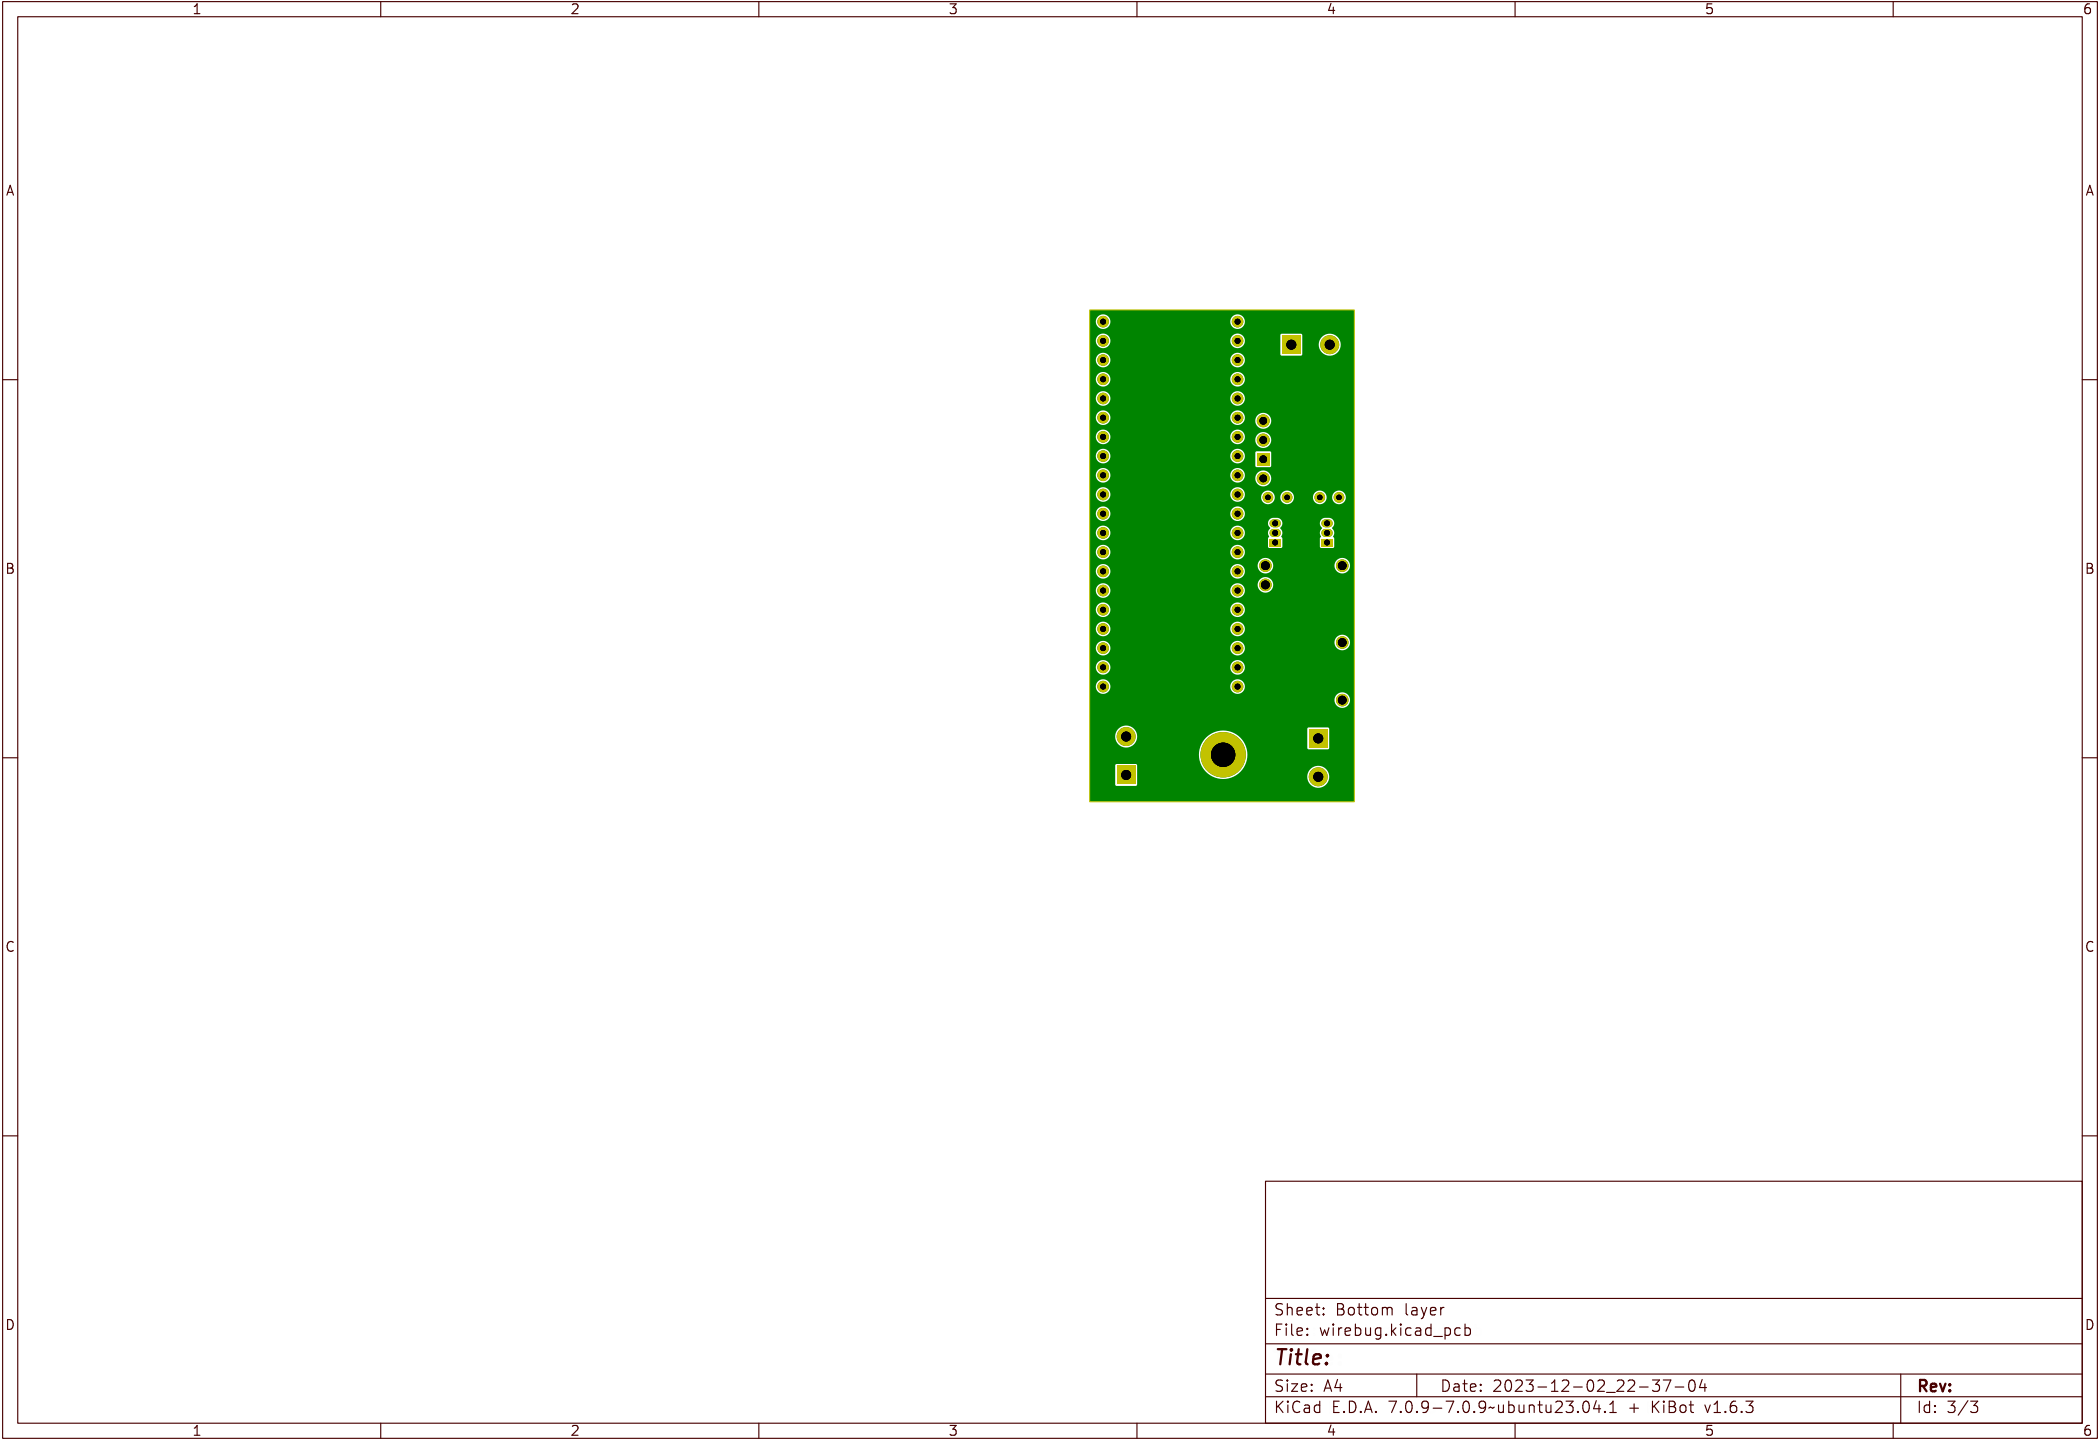 1 2 3 4 5 6
A A
B B
C C
D D
Sheet: Bottom layer
File: wirebug.kicad_pcb
Title:
Size: A4 Date: 2023-12-02_22-37-04 Rev:
KiCad E.D.A. 7.0.9-7.0.9~ubuntu23.04.1 + KiBot v1.6.3 Id: 3/3
1 2 3 4 5 6